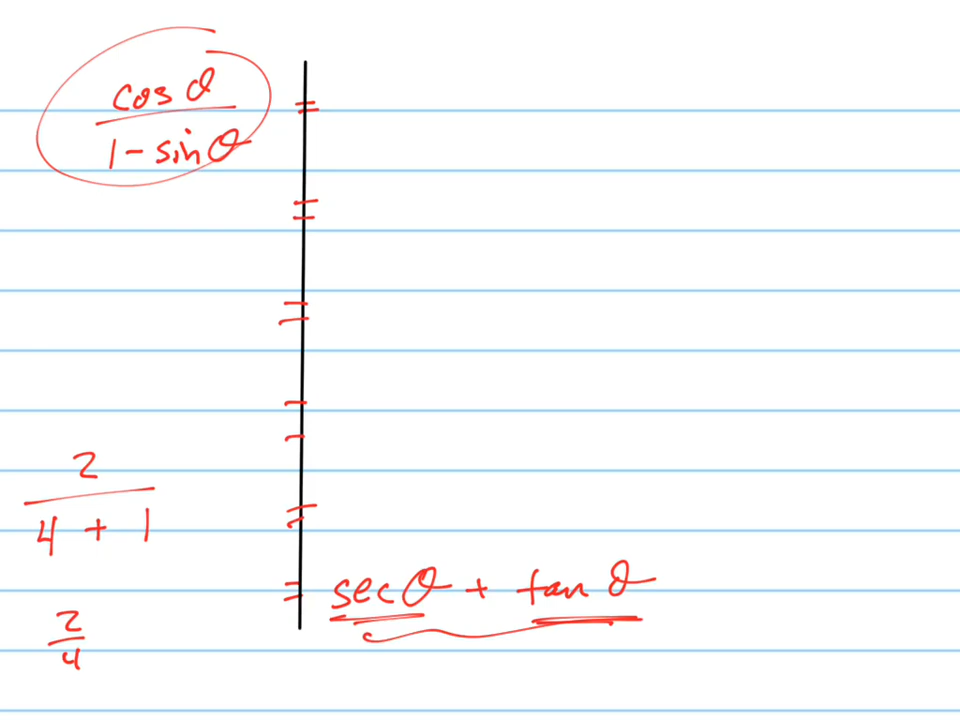 cos θ
1 - sin θ
=
=
=
=
=
= sec θ + tan θ
2
4 + 1
2
4